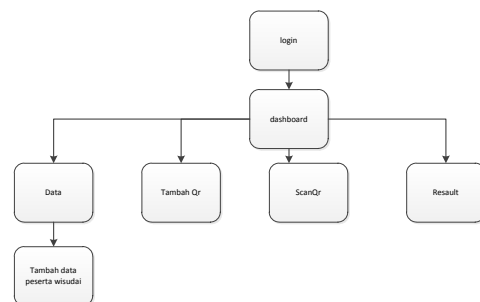 login
dashboard
Data
Tambah Qr
ScanQr
Resault
Tambah data
peserta wisudai